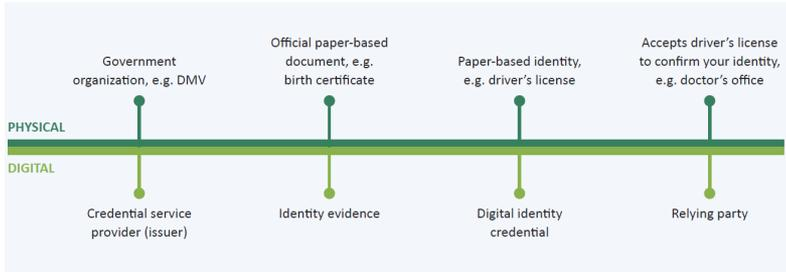 Government
organization, e.g. DMV
Official paper-based
document, e.g.
birth certificate
Paper-based identity,
e.g. driver's license
Accepts driver's license
to confirm your identity,
e.g. doctor's office
PHYSICAL
DIGITAL
Credential service
provider (issuer)
Identity evidence
Digital identity
credential
Relying party